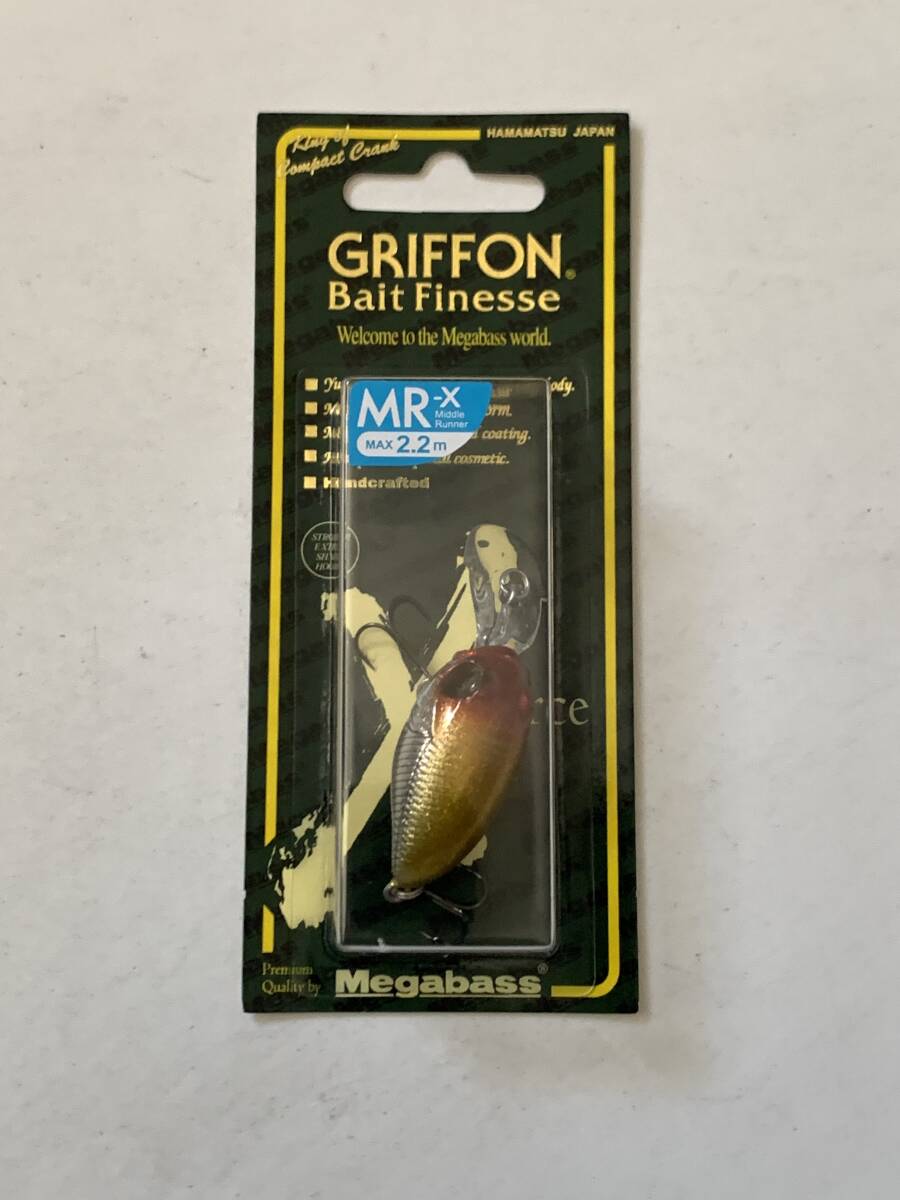 King of
Compact Crank
HAMAMATSU JAPAN
GRIFFON®
Bait Finesse
Welcome to the Megabass world.
MR-X
Middle
Runner
MAX 2.2m
body.
coating.
cosmetic.
Handcrafted
Premium
Quality by
Megabass®